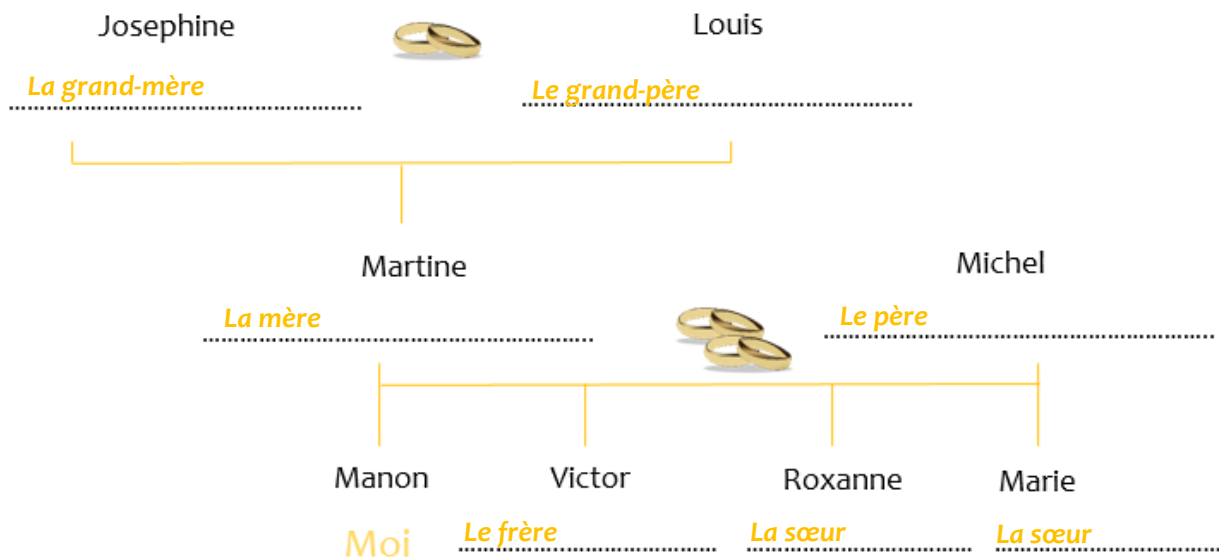 Josephine Louis
La grand-mère Le grand-père
Martine Michel
La mère Le père
Manon Victor Roxanne Marie
Moi Le frère La sœur La sœur